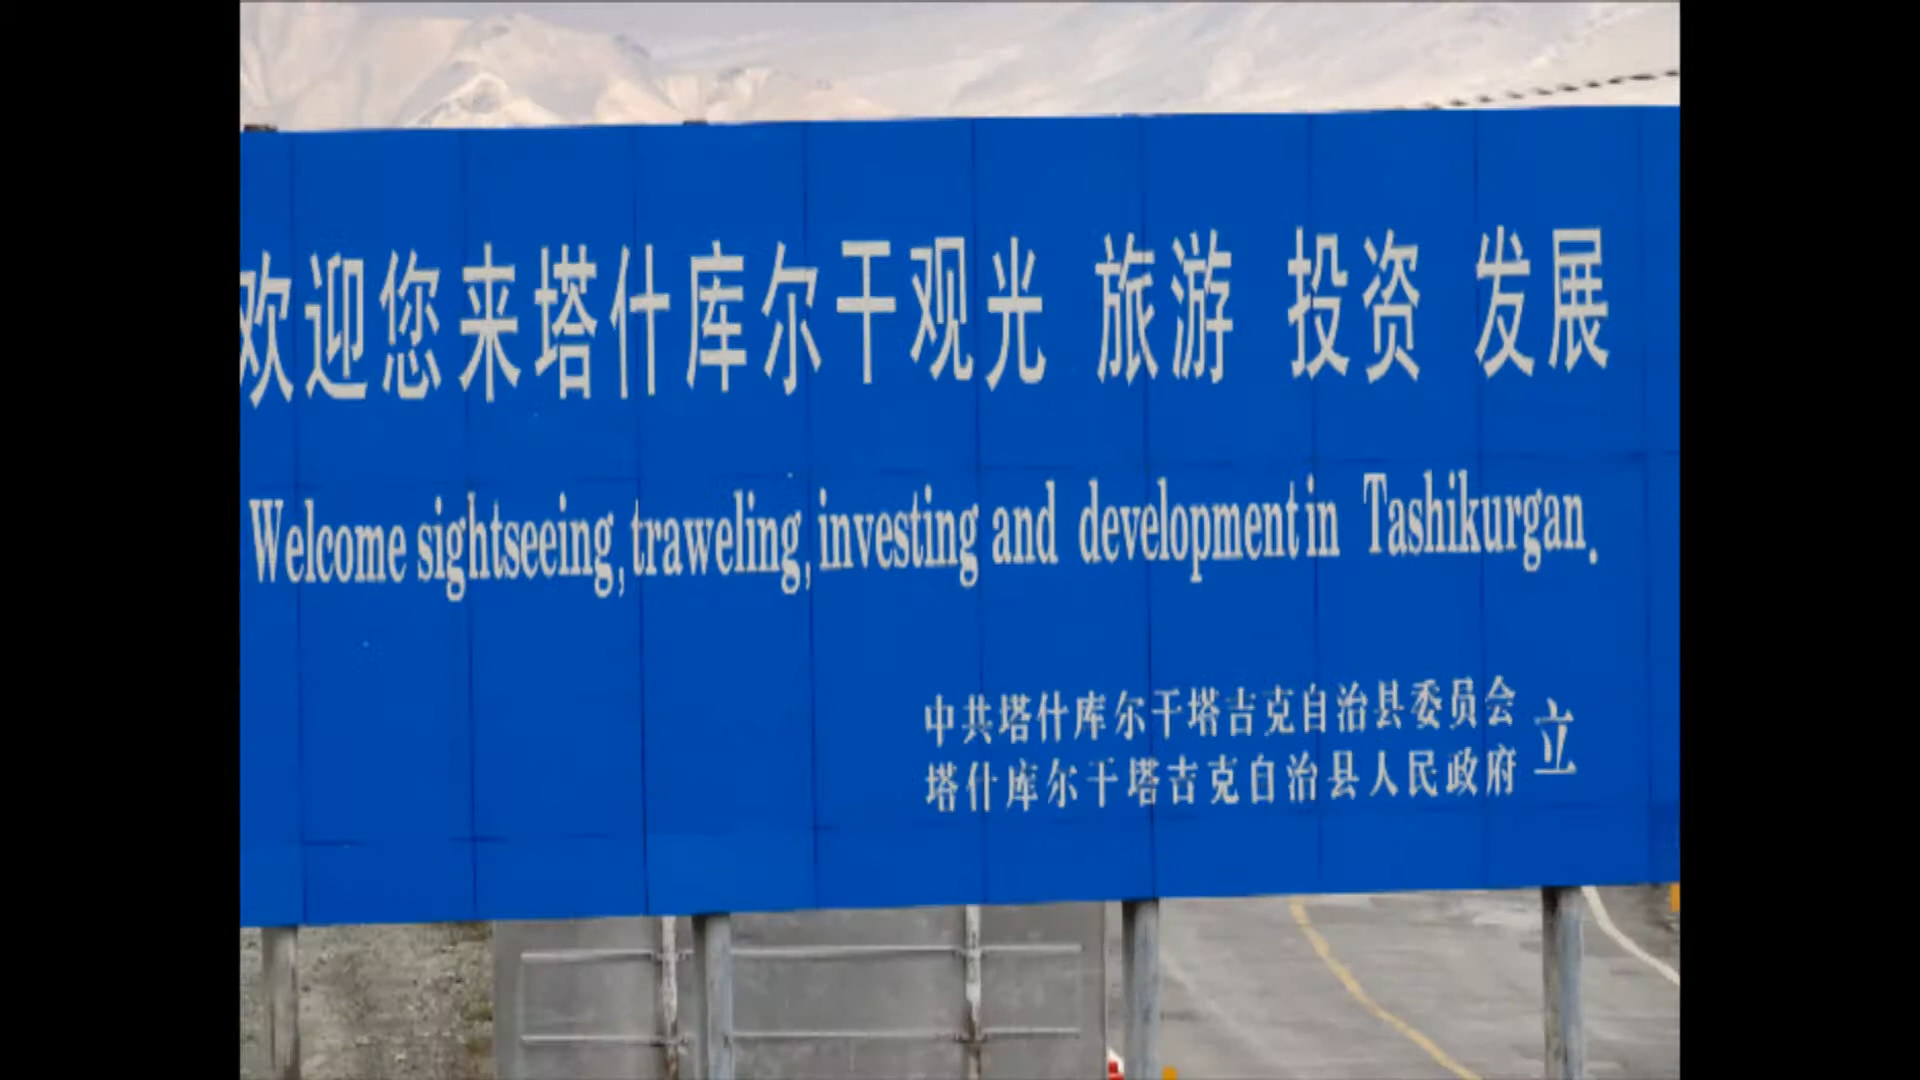 欢迎您来塔什库尔干观光 旅游 投资 发展
Welcome sightseeing, traweling, investing and development in Tashikurgan.
中共塔什库尔干塔吉克自治县委员会
塔什库尔干塔吉克自治县人民政府
立